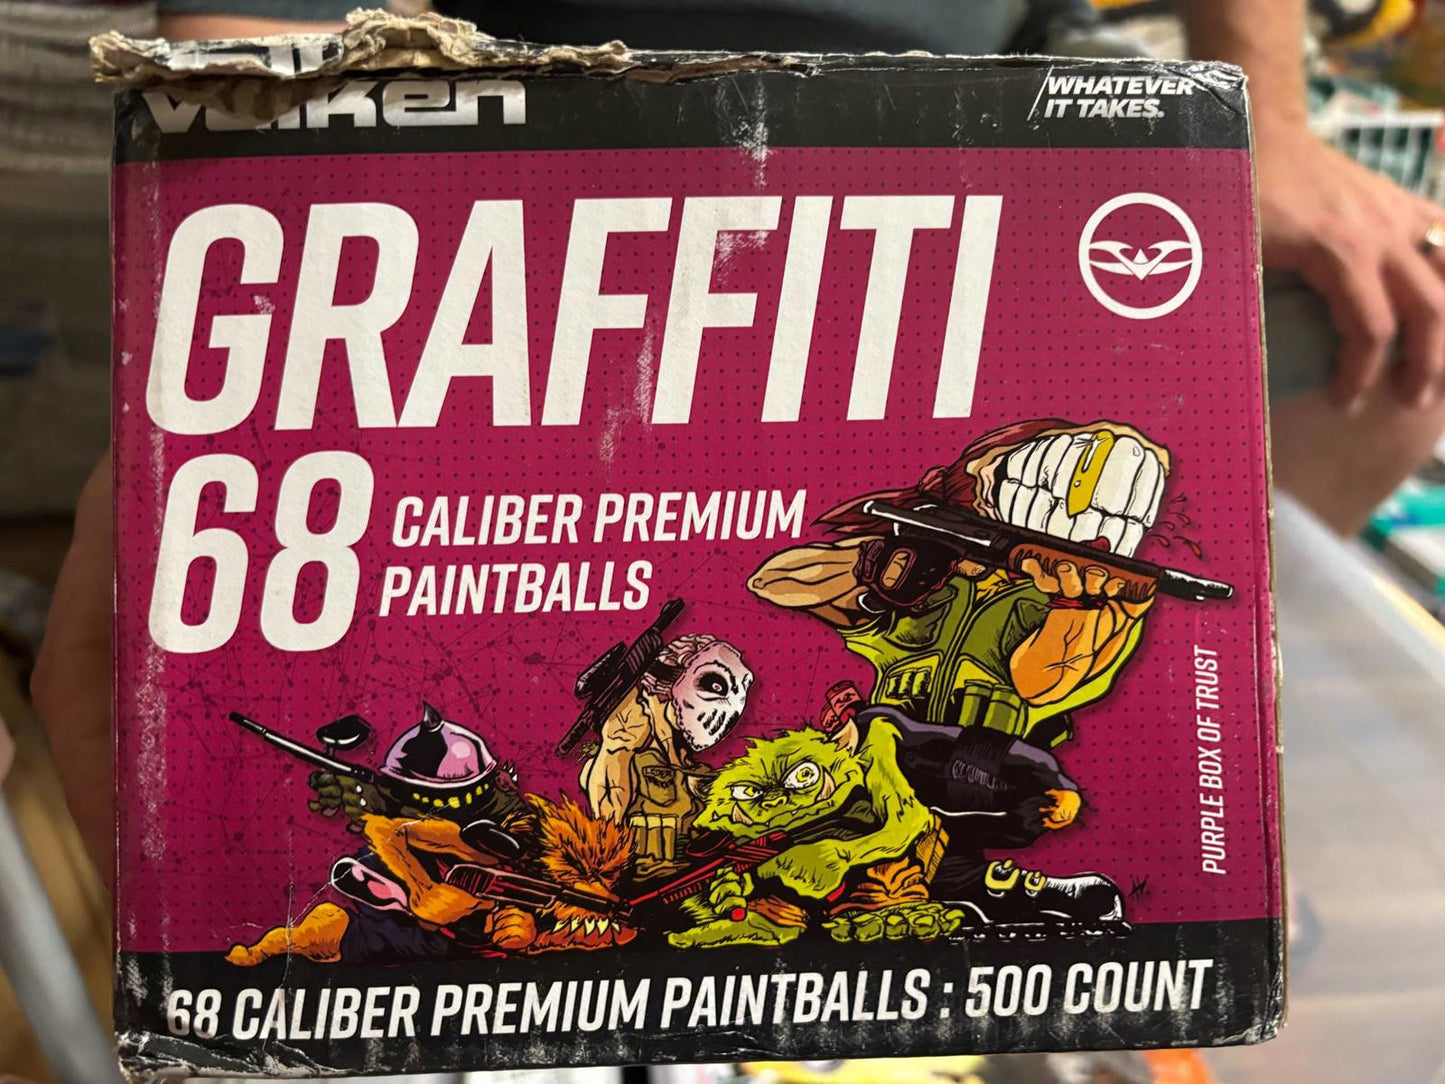 Valken
WHATEVER
IT TAKES.
GRAFFITI
68 CALIBER PREMIUM
PAINTBALLS
PURPLE BOX OF TRUST
68 CALIBER PREMIUM PAINTBALLS : 500 COUNT